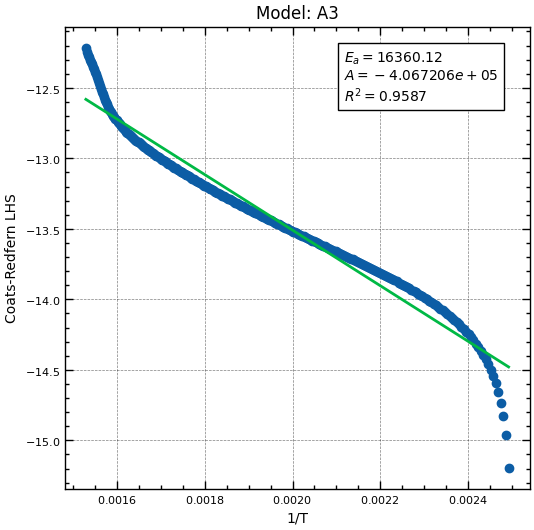 Model: A3
E_a = 16360.12
A = −4.067206e + 05
R² = 0.9587
Coats-Redfern LHS
−12.5
−13.0
−13.5
−14.0
−14.5
−15.0
0.0016 0.0018 0.0020 0.0022 0.0024
1/T